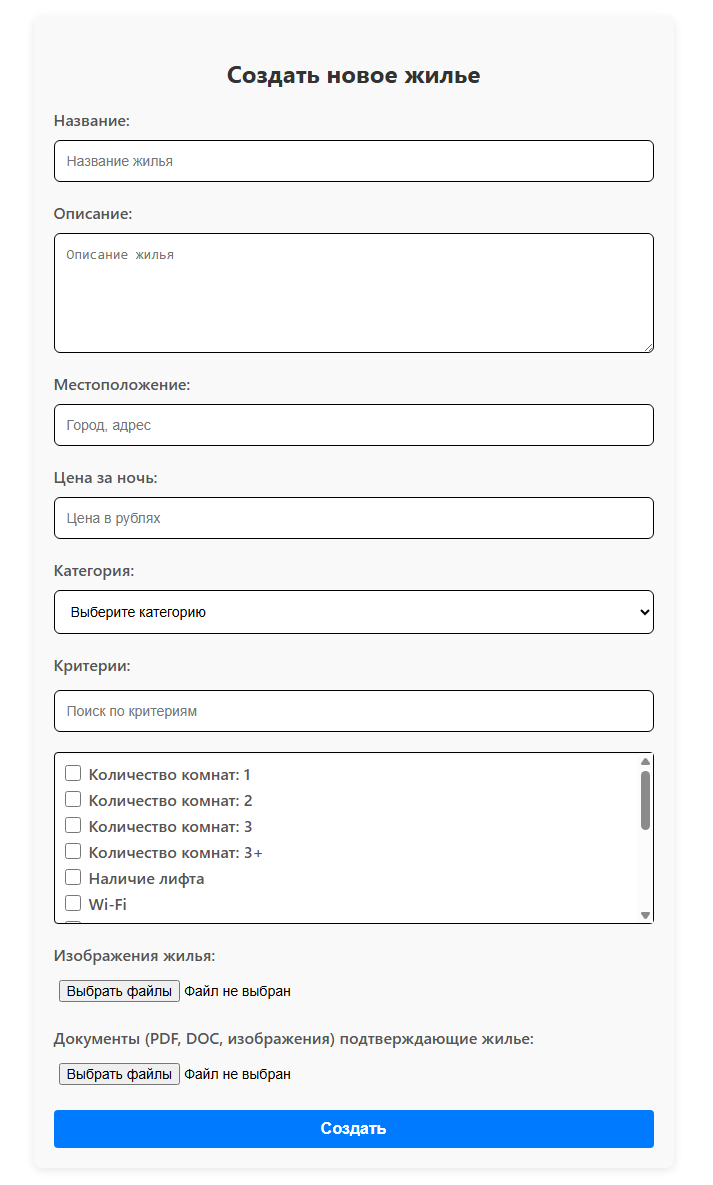 Создать новое жилье
Название:
Название жилья
Описание:
Описание жилья
Местоположение:
Город, адрес
Цена за ночь:
Цена в рублях
Категория:
Выберите категорию
Критерии:
Поиск по критериям
Количество комнат: 1
Количество комнат: 2
Количество комнат: 3
Количество комнат: 3+
Наличие лифта
Wi-Fi
Изображения жилья:
Выбрать файлы Файл не выбран
Документы (PDF, DOC, изображения) подтверждающие жилье:
Выбрать файлы Файл не выбран
Создать